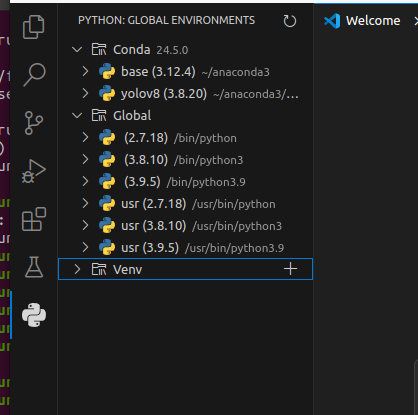 PYTHON: GLOBAL ENVIRONMENTS
Welcome
Conda 24.5.0
base (3.12.4) ~/anaconda3
yolov8 (3.8.20) ~/anaconda3/...
Global
(2.7.18) /bin/python
(3.8.10) /bin/python3
(3.9.5) /bin/python3.9
usr (2.7.18) /usr/bin/python
usr (3.8.10) /usr/bin/python3
usr (3.9.5) /usr/bin/python3.9
Venv